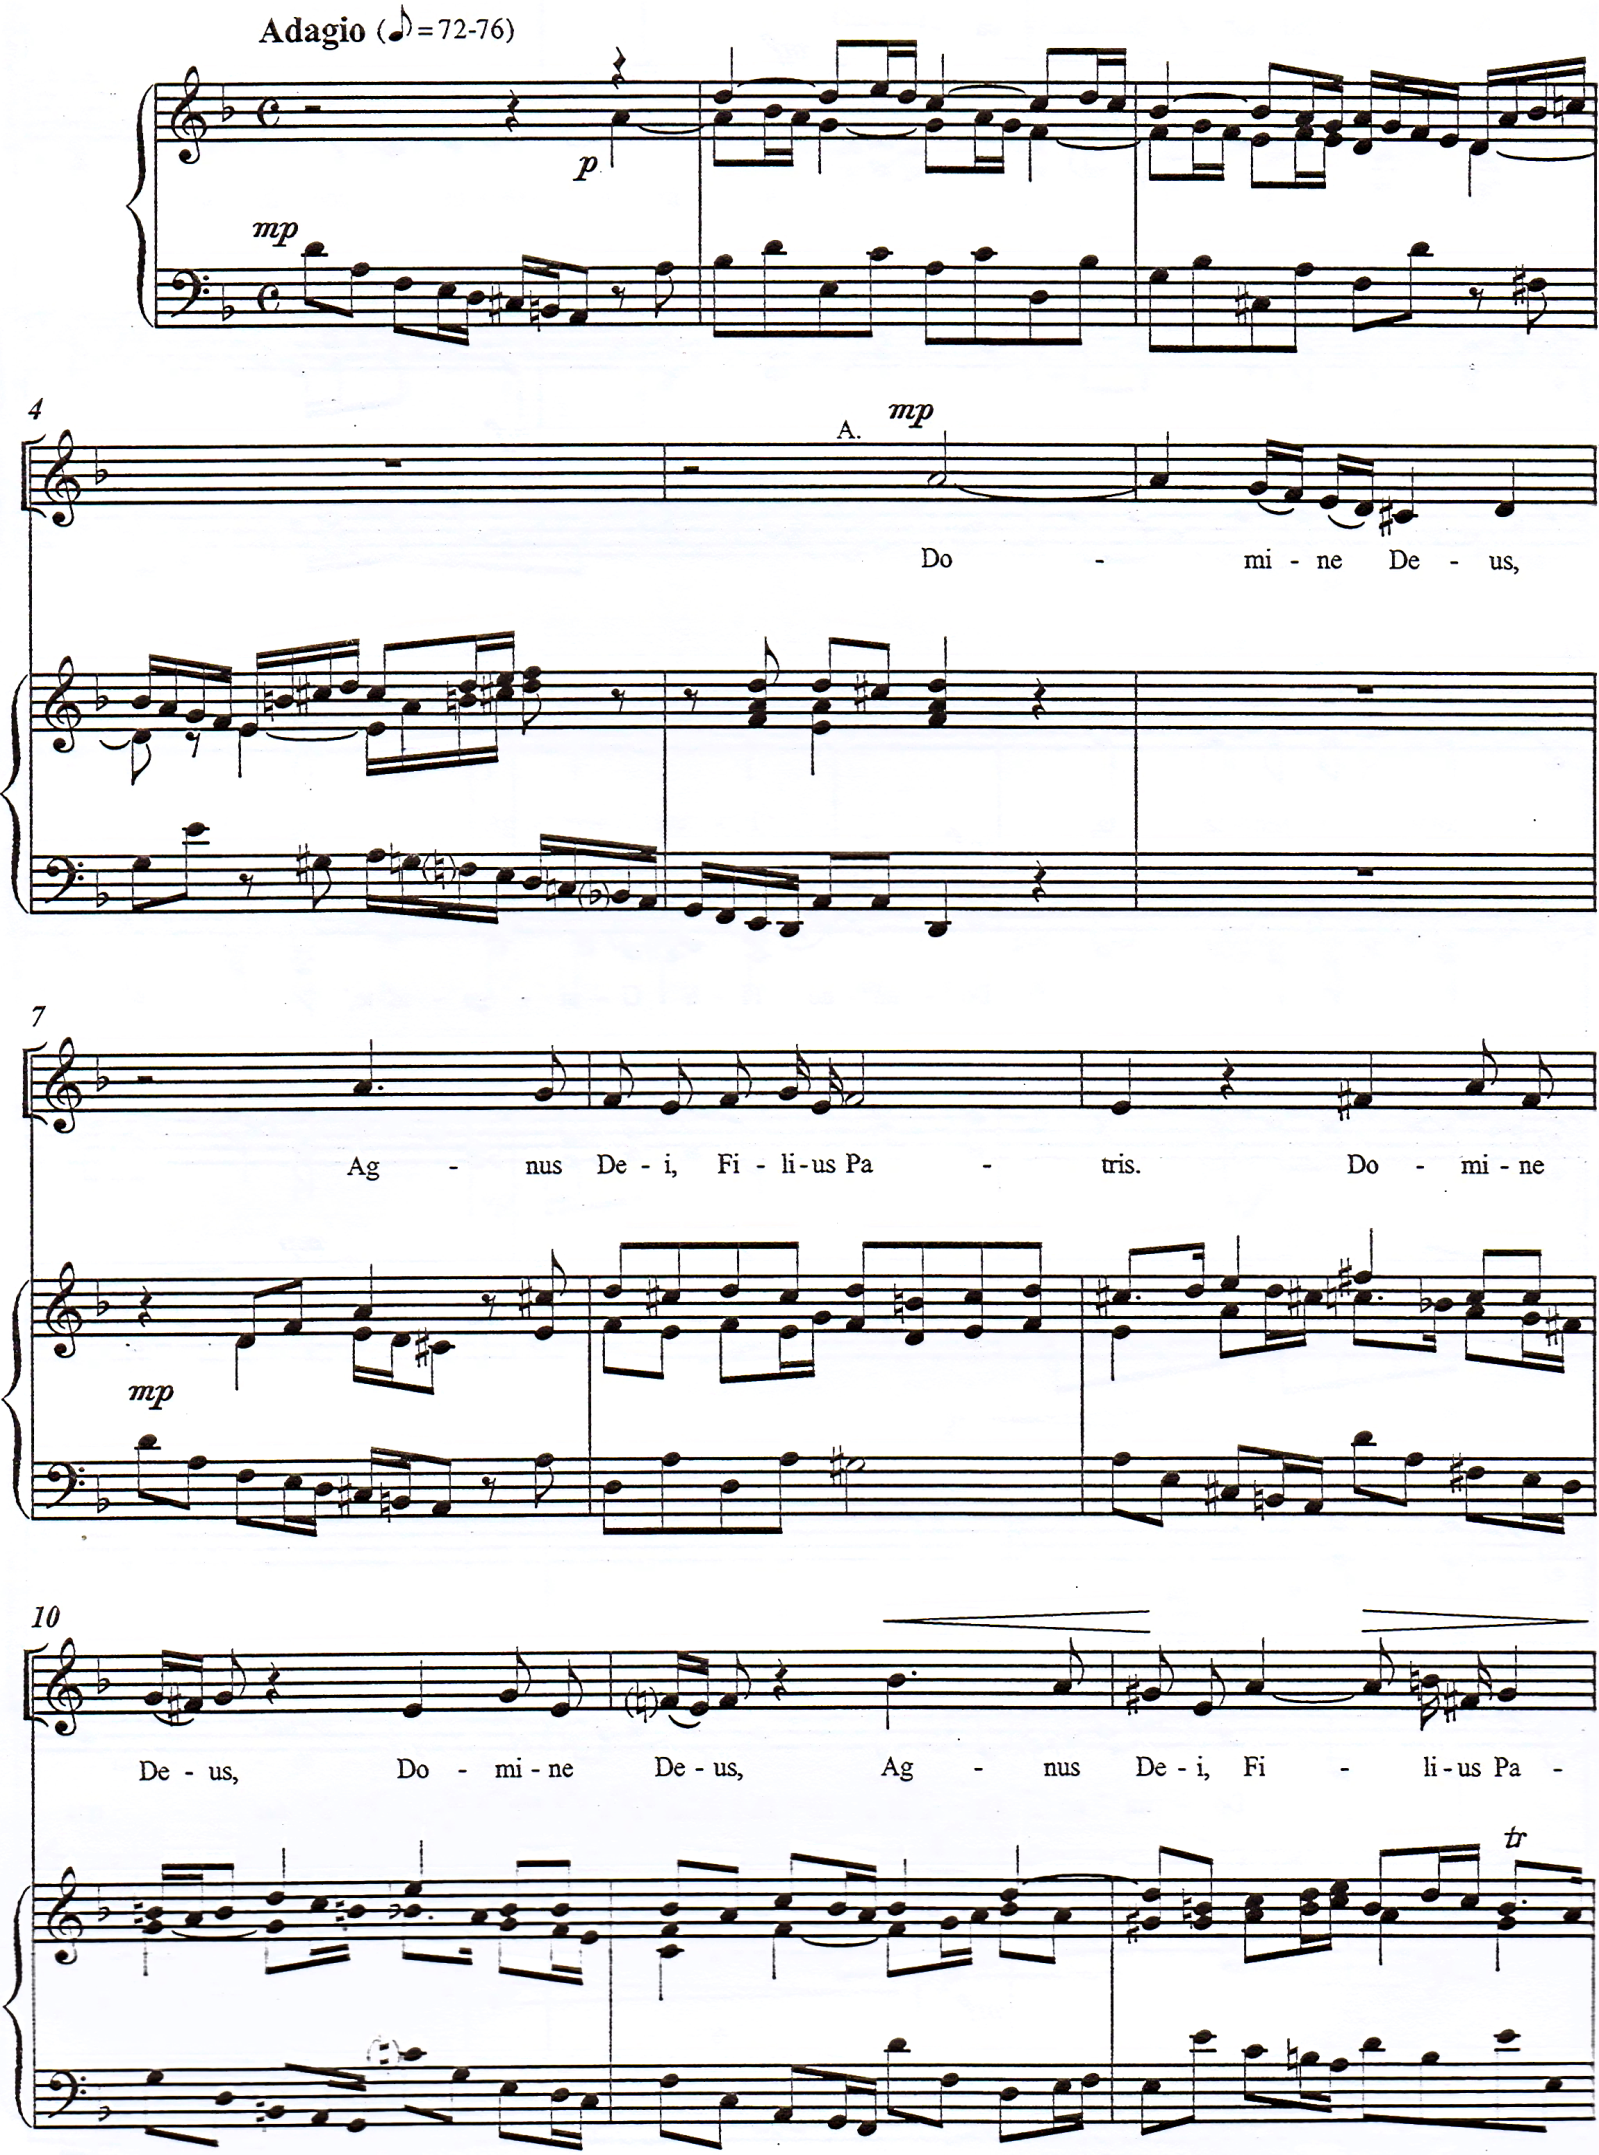 Adagio (♪=72-76)
p
mp
4
A. mp
Do - mi - ne De - us,
7
Ag - nus De - i, Fi - li - us Pa - tris. Do - mi - ne
mp
10
De - us, Do - mi - ne De - us, Ag - nus De - i, Fi - li - us Pa -
tr